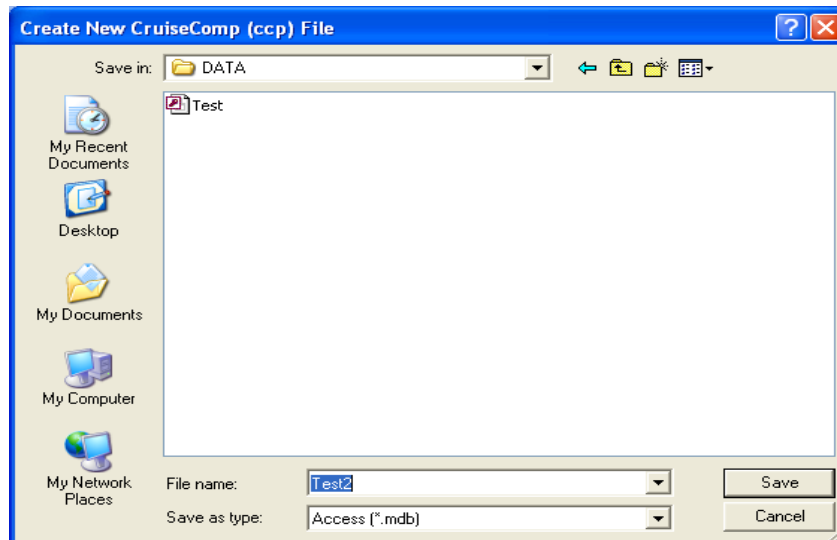 Create New CruiseComp (ccp) File
Save in:
DATA
Test
My Recent
Documents
Desktop
My Documents
My Computer
My Network
Places
File name:
Test2
Save
Save as type:
Access (*.mdb)
Cancel